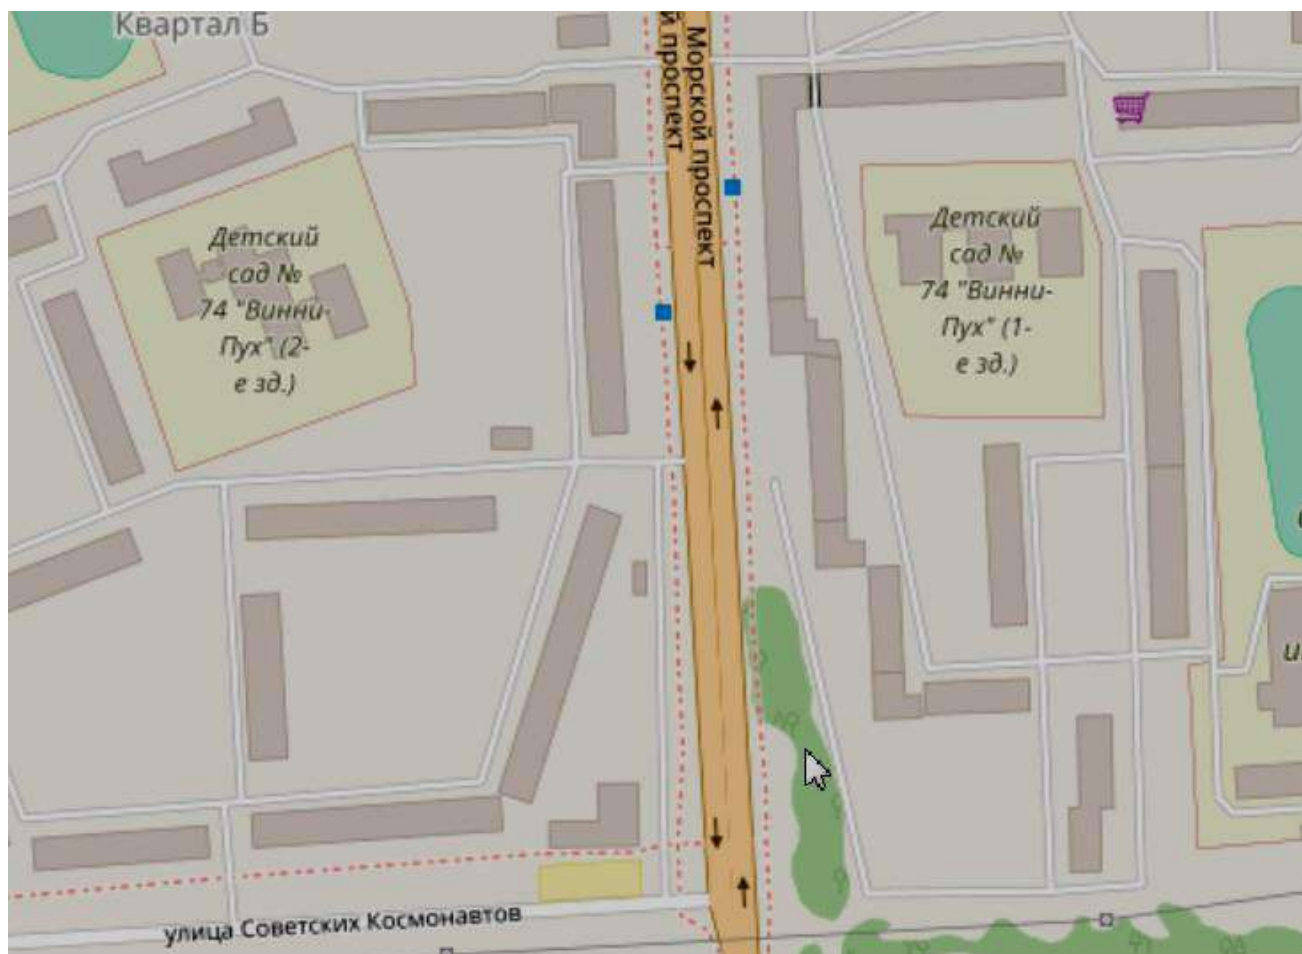 Квартал Б
й проспект
Морской проспект
Детский
сад №
74 "Винни-
Пух" (2-
е зд.)
Детский
сад №
74 "Винни-
Пух" (1-
е зд.)
улица Советских Космонавтов